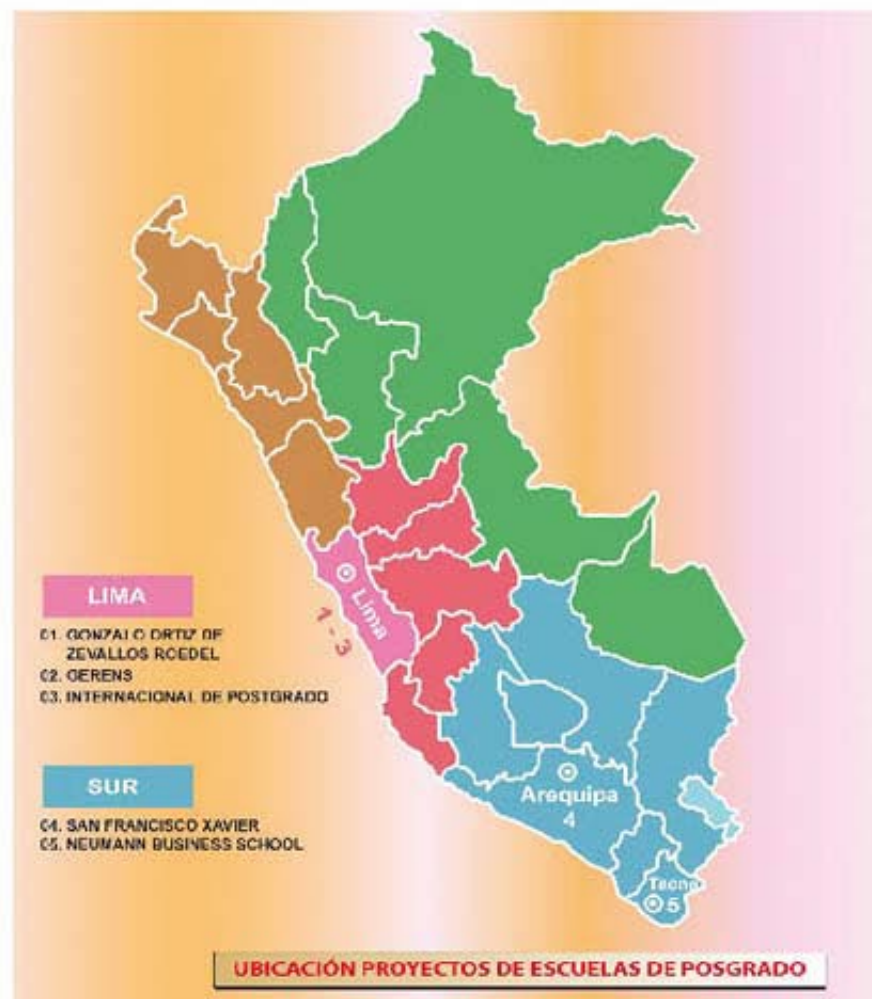 LIMA
01. GONZALO ORTIZ DE
ZEVALLOS ROEDEL
02. GERENS
03. INTERNACIONAL DE POSTGRADO
Lima
1 - 3
SUR
04. SAN FRANCISCO XAVIER
05. NEUMANN BUSINESS SCHOOL
Arequipa
4
Tacna
5
UBICACIÓN PROYECTOS DE ESCUELAS DE POSGRADO